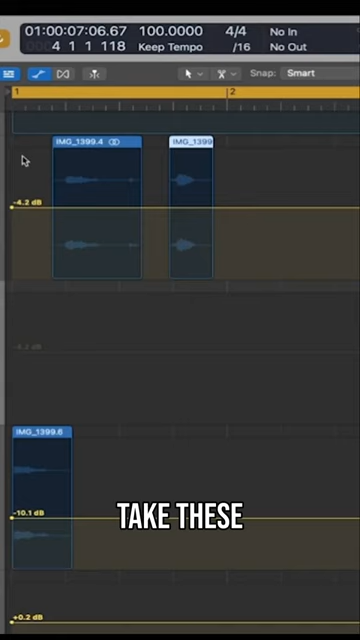 01:00:07:06.67 100.0000 4/4 No In
4 1 1 118 Keep Tempo /16 No Out
Snap: Smart
1 2
IMG_1399.4 IMG_1399
-4.2 dB
-4.2 dB
IMG_1399.6
-10.1 dB
TAKE THESE
+0.2 dB